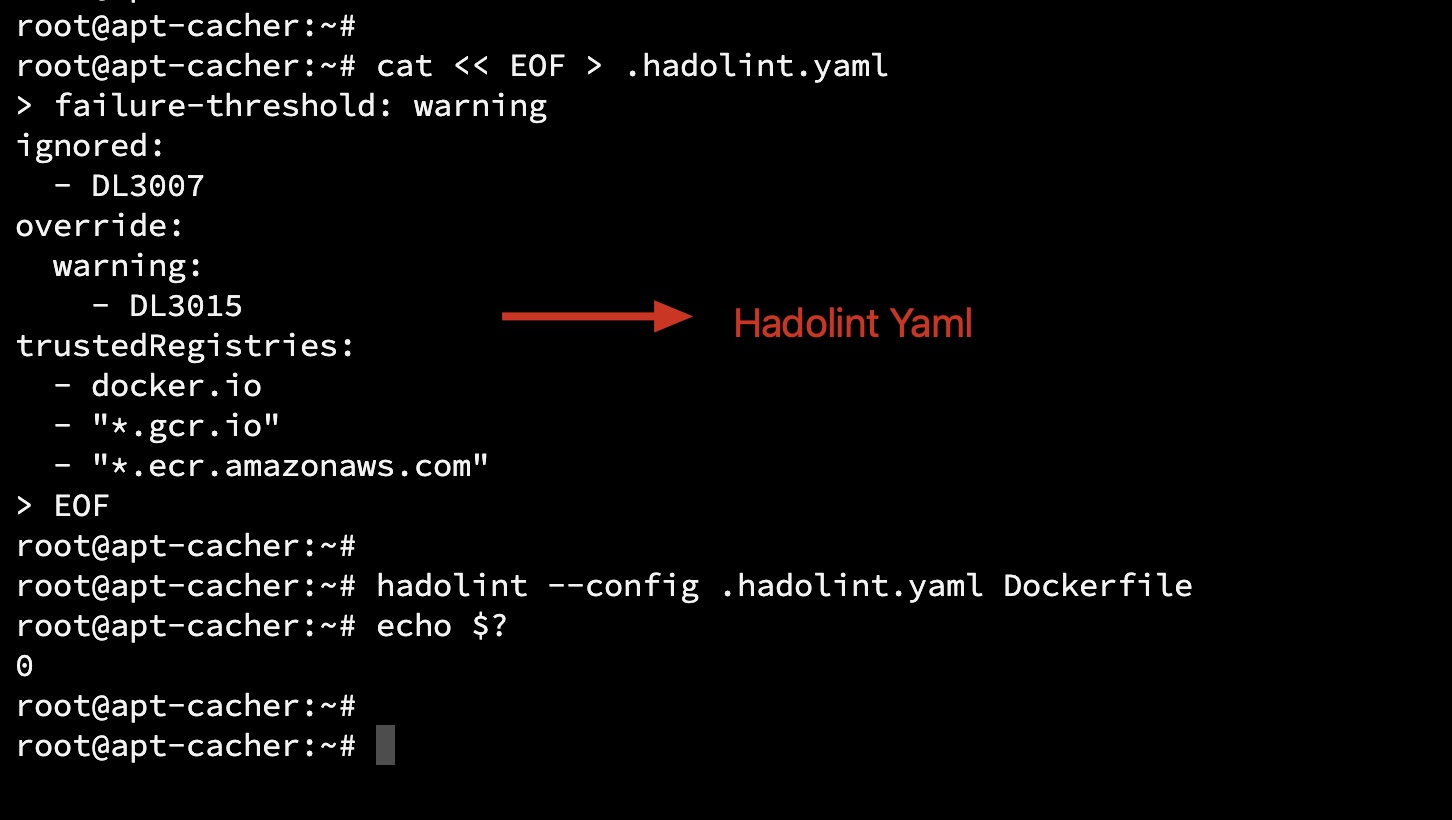 root@apt-cacher:~#
root@apt-cacher:~# cat << EOF > .hadolint.yaml
> failure-threshold: warning
ignored:
  - DL3007
override:
  warning:
    - DL3015
Hadolint Yaml
trustedRegistries:
  - docker.io
  - "*.gcr.io"
  - "*.ecr.amazonaws.com"
> EOF
root@apt-cacher:~#
root@apt-cacher:~# hadolint --config .hadolint.yaml Dockerfile
root@apt-cacher:~# echo $?
0
root@apt-cacher:~#
root@apt-cacher:~#